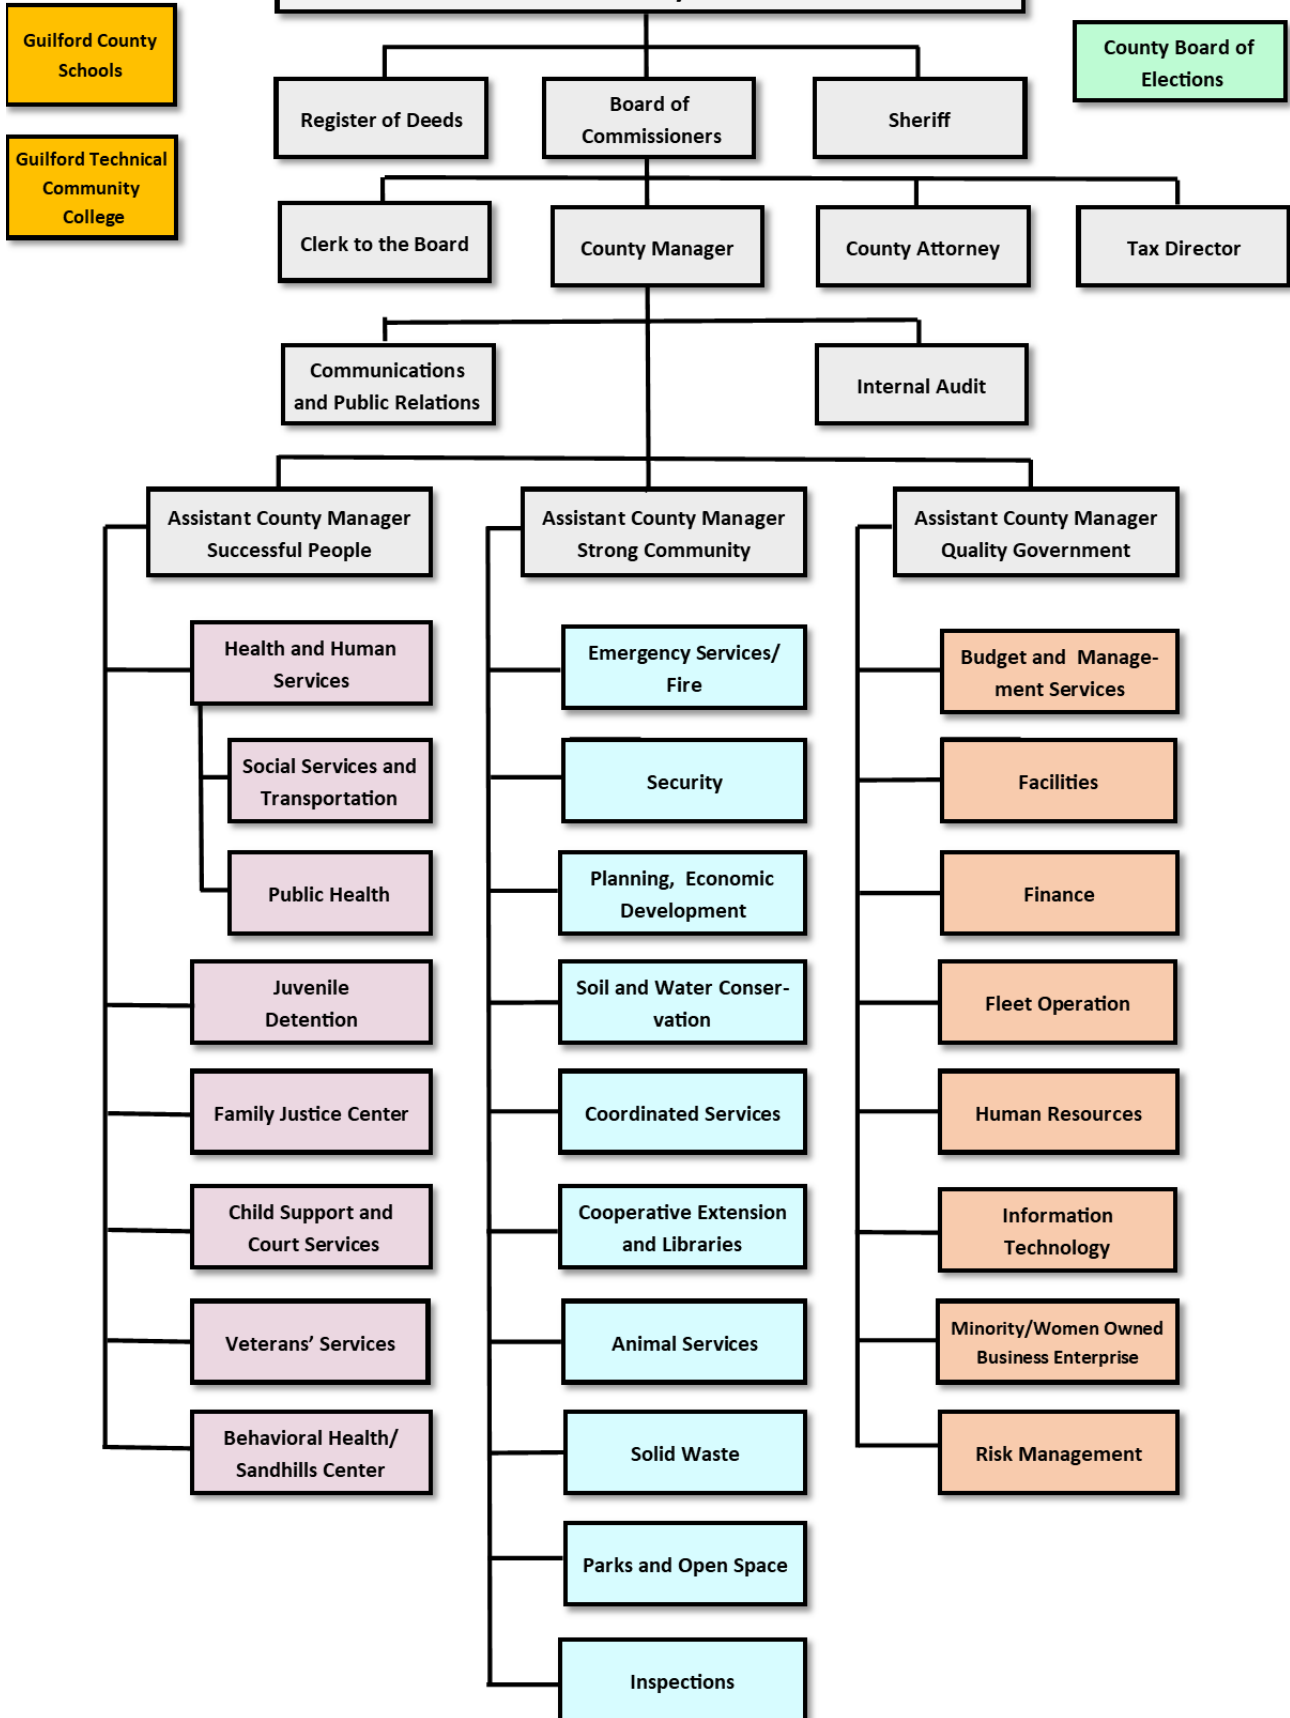 Guilford County
Schools
County Board of
Elections
Register of Deeds
Board of
Commissioners
Sheriff
Guilford Technical
Community
College
Clerk to the Board
County Manager
County Attorney
Tax Director
Communications
and Public Relations
Internal Audit
Assistant County Manager
Successful People
Assistant County Manager
Strong Community
Assistant County Manager
Quality Government
Health and Human
Services
Social Services and
Transportation
Public Health
Juvenile
Detention
Family Justice Center
Child Support and
Court Services
Veterans’ Services
Behavioral Health/
Sandhills Center
Emergency Services/
Fire
Security
Planning,  Economic
Development
Soil and Water Conser-
vation
Coordinated Services
Cooperative Extension
and Libraries
Animal Services
Solid Waste
Parks and Open Space
Inspections
Budget and  Manage-
ment Services
Facilities
Finance
Fleet Operation
Human Resources
Information
Technology
Minority/Women Owned
Business Enterprise
Risk Management